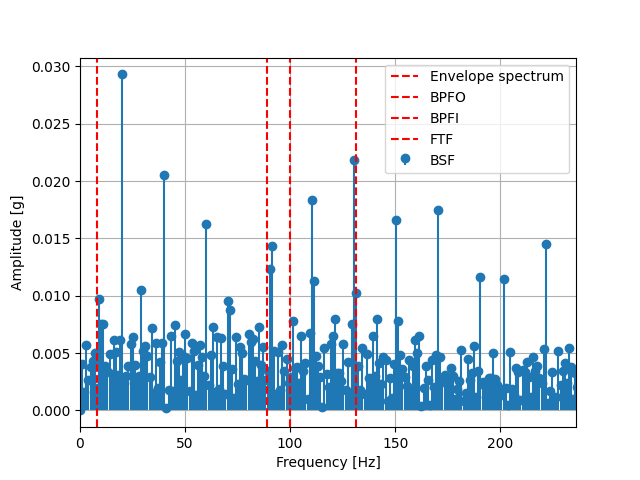 0.030
0.025
0.020
0.015
0.010
0.005
0.000
Amplitude [g]
Envelope spectrum
BPFO
BPFI
FTF
BSF
0 50 100 150 200
Frequency [Hz]